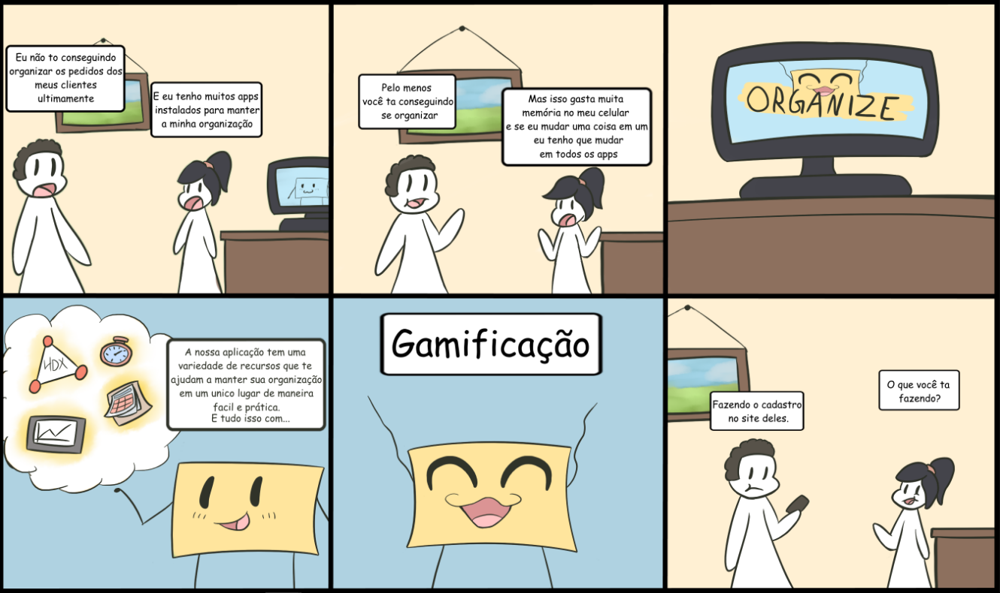 Eu não to conseguindo
organizar os pedidos dos
meus clientes
ultimamente
E eu tenho muitos apps
instalados para manter
a minha organização
Pelo menos
você ta conseguindo
se organizar
Mas isso gasta muita
memória no meu celular
e se eu mudar uma coisa em um
eu tenho que mudar
em todos os apps
ORGANIZE
HDX
A nossa aplicação tem uma
variedade de recursos que te
ajudam a manter sua organização
em um unico lugar de maneira
facil e prática.
E tudo isso com...
Gamificação
O que você ta
fazendo?
Fazendo o cadastro
no site deles.